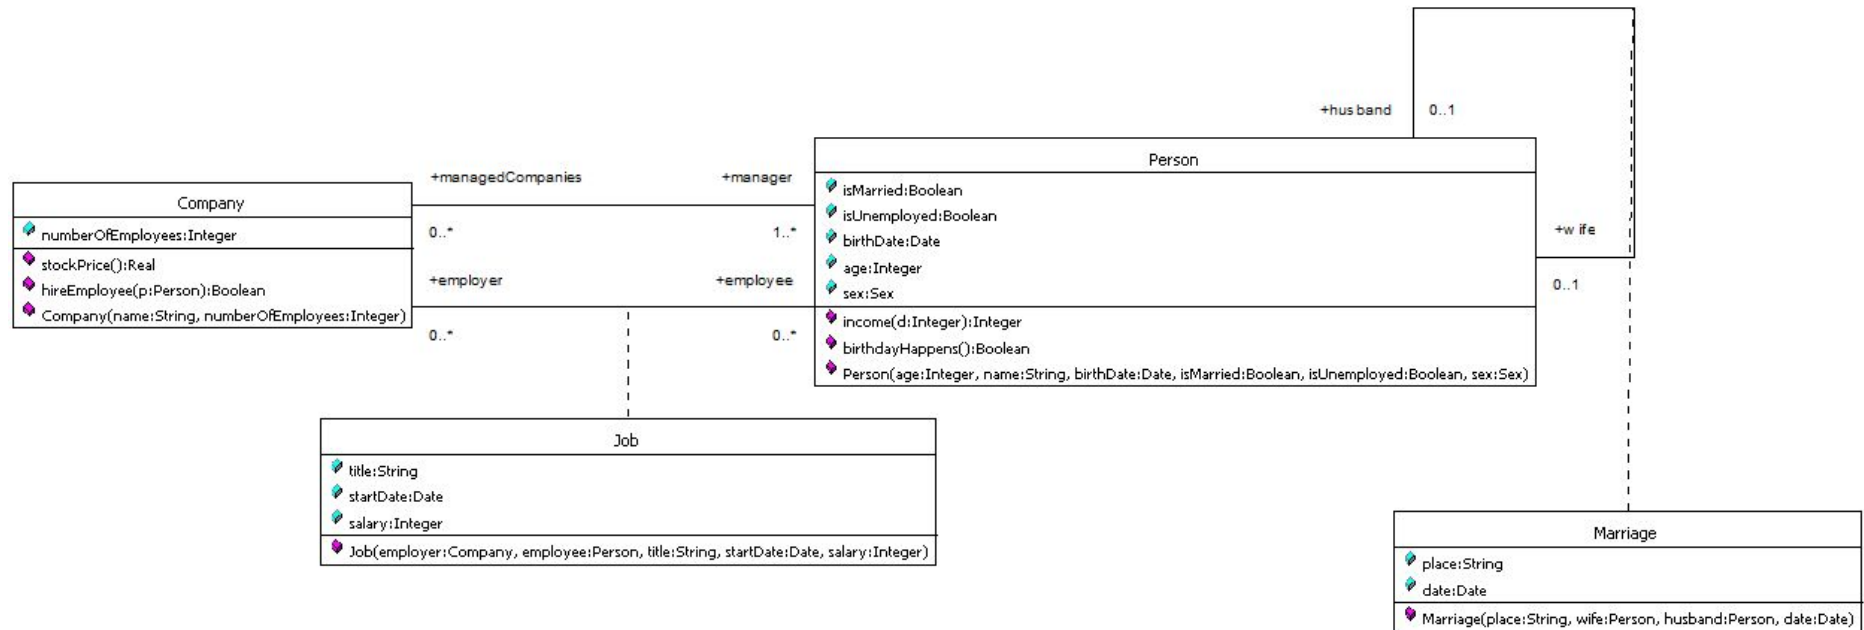 +husband
0..1
Person
isMarried:Boolean
isUnemployed:Boolean
birthDate:Date
age:Integer
sex:Sex
income(d:Integer):Integer
birthdayHappens():Boolean
Person(age:Integer, name:String, birthDate:Date, isMarried:Boolean, isUnemployed:Boolean, sex:Sex)
+wife
0..1
+managedCompanies
+manager
0..*
1..*
+employer
+employee
0..*
0..*
Company
numberOfEmployees:Integer
stockPrice():Real
hireEmployee(p:Person):Boolean
Company(name:String, numberOfEmployees:Integer)
Job
title:String
startDate:Date
salary:Integer
Job(employer:Company, employee:Person, title:String, startDate:Date, salary:Integer)
Marriage
place:String
date:Date
Marriage(place:String, wife:Person, husband:Person, date:Date)